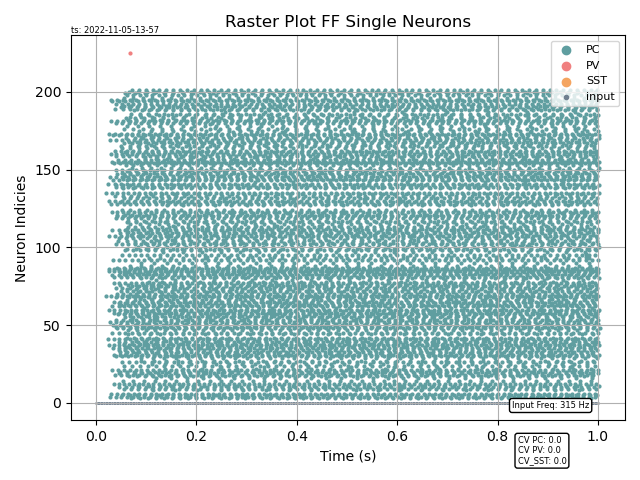 Raster Plot FF Single Neurons
ts: 2022-11-05-13-57
PC
PV
SST
input
200
150
100
50
0
Neuron Indicies
Input Freq: 315 Hz
0.0 0.2 0.4 0.6 0.8 1.0
Time (s)
CV PC: 0.0
CV PV: 0.0
CV_SST: 0.0